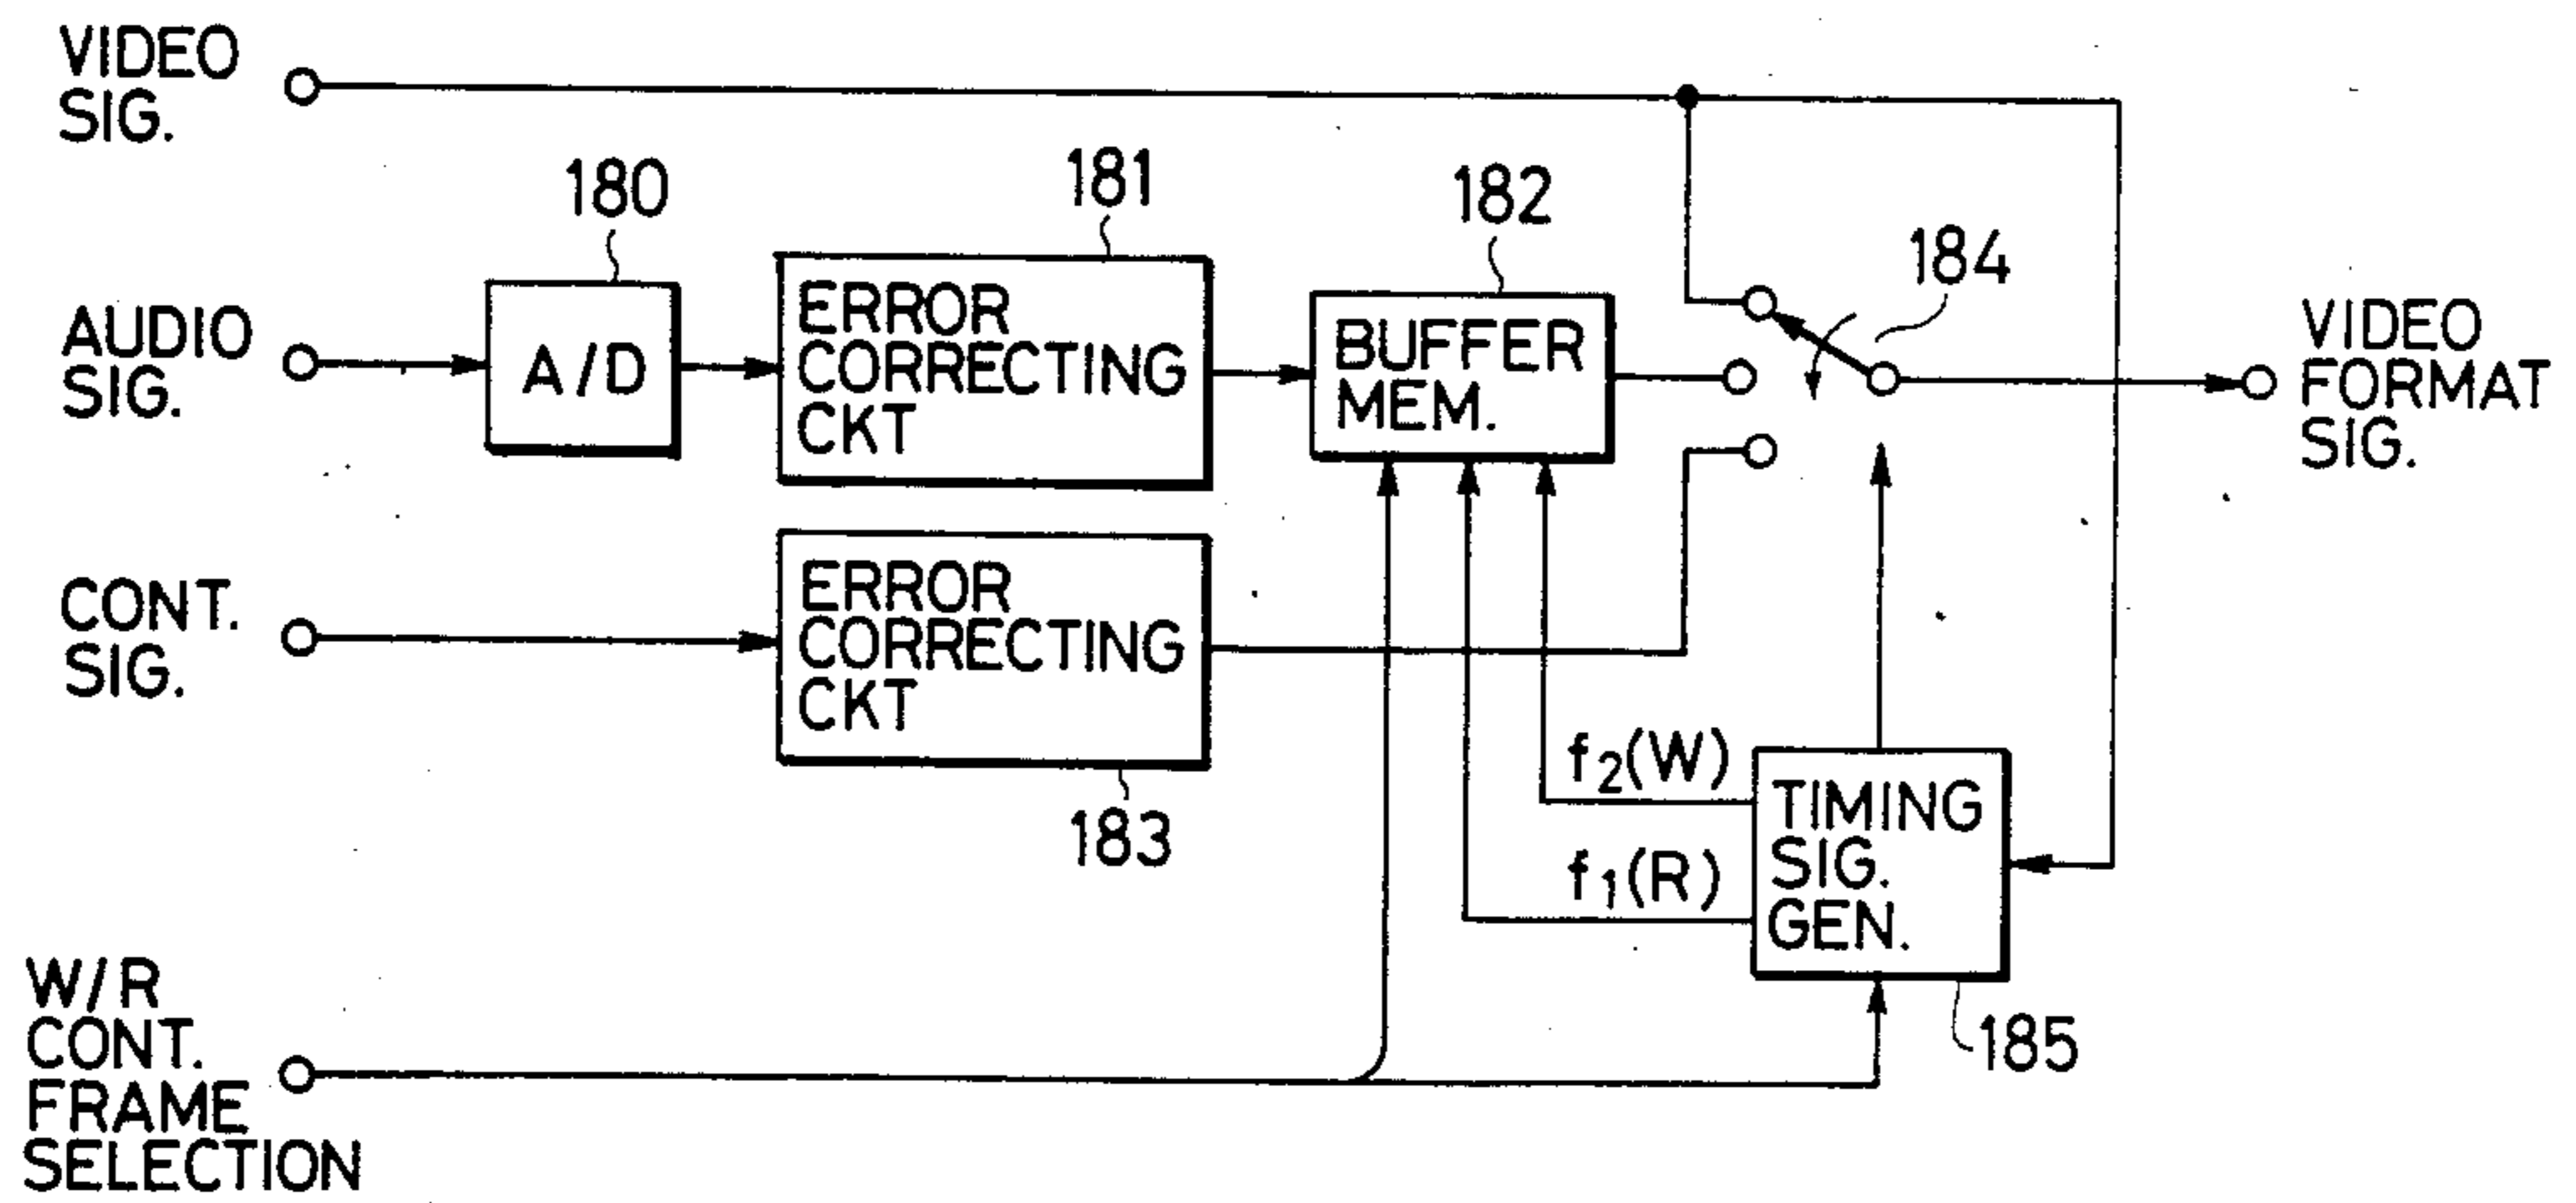 VIDEO
SIG.
180
181
182
184
AUDIO
SIG.
A/D
ERROR
CORRECTING
CKT
BUFFER
MEM.
VIDEO
FORMAT
SIG.
CONT.
SIG.
ERROR
CORRECTING
CKT
183
f2(W)
f1(R)
TIMING
SIG.
GEN.
185
W/R
CONT.
FRAME
SELECTION